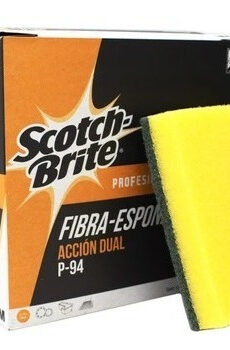 Scotch-
Brite
PROFESI
FIBRA-ESPON
ACCIÓN DUAL
P-94